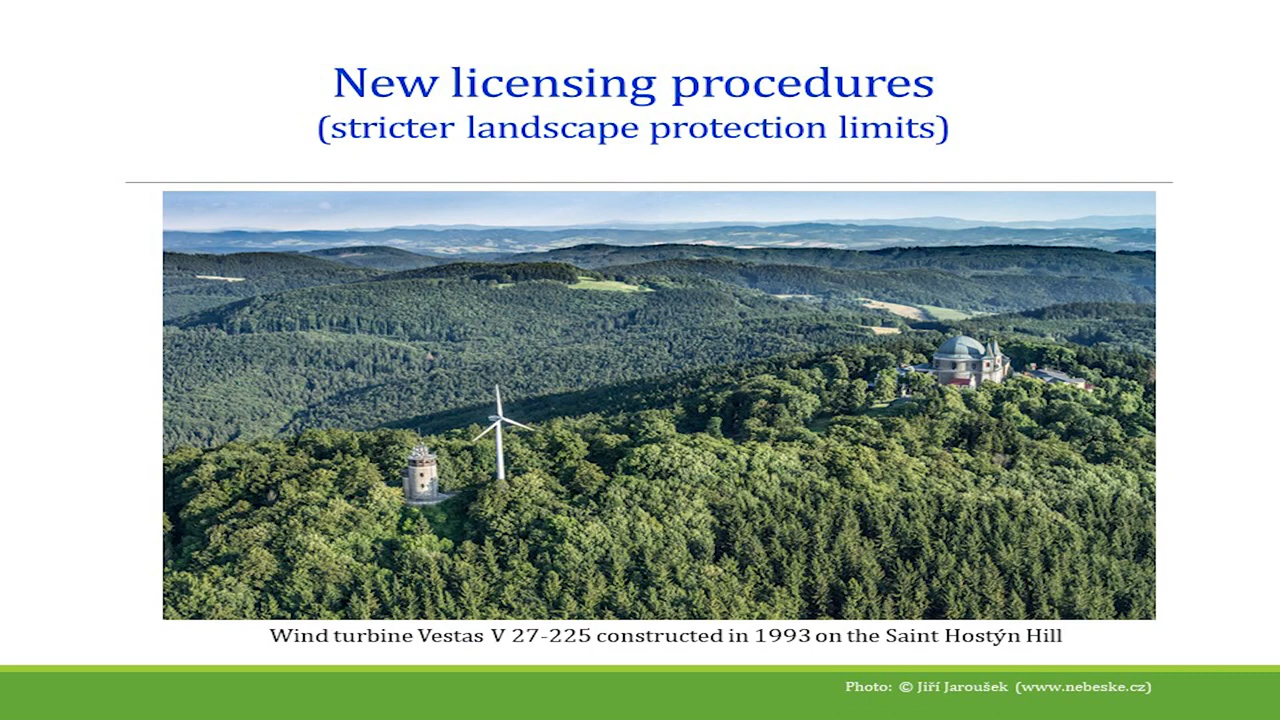 New licensing procedures
(stricter landscape protection limits)
Wind turbine Vestas V 27-225 constructed in 1993 on the Saint Hostýn Hill
Photo: © Jiří Jaroušek (www.nebeske.cz)